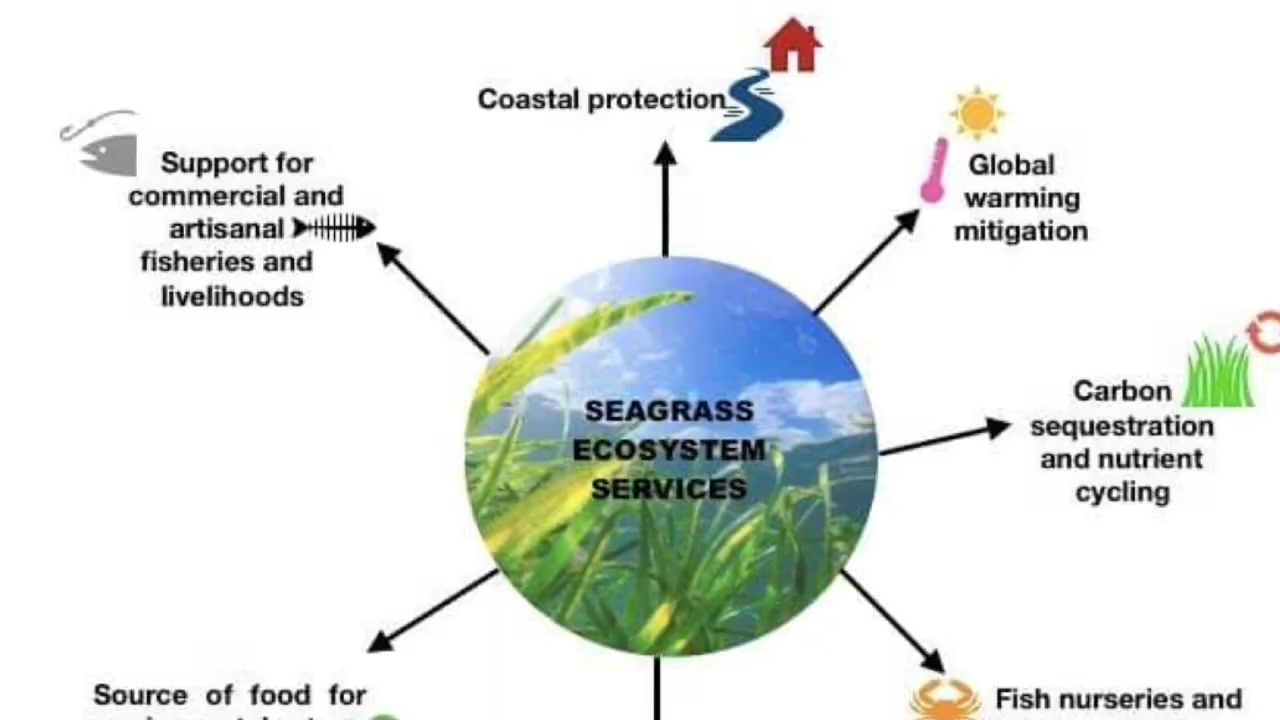 Coastal protection
Support for
commercial and
artisanal
fisheries and
livelihoods
Global
warming
mitigation
Carbon
sequestration
and nutrient
cycling
SEAGRASS
ECOSYSTEM
SERVICES
Source of food for
Fish nurseries and